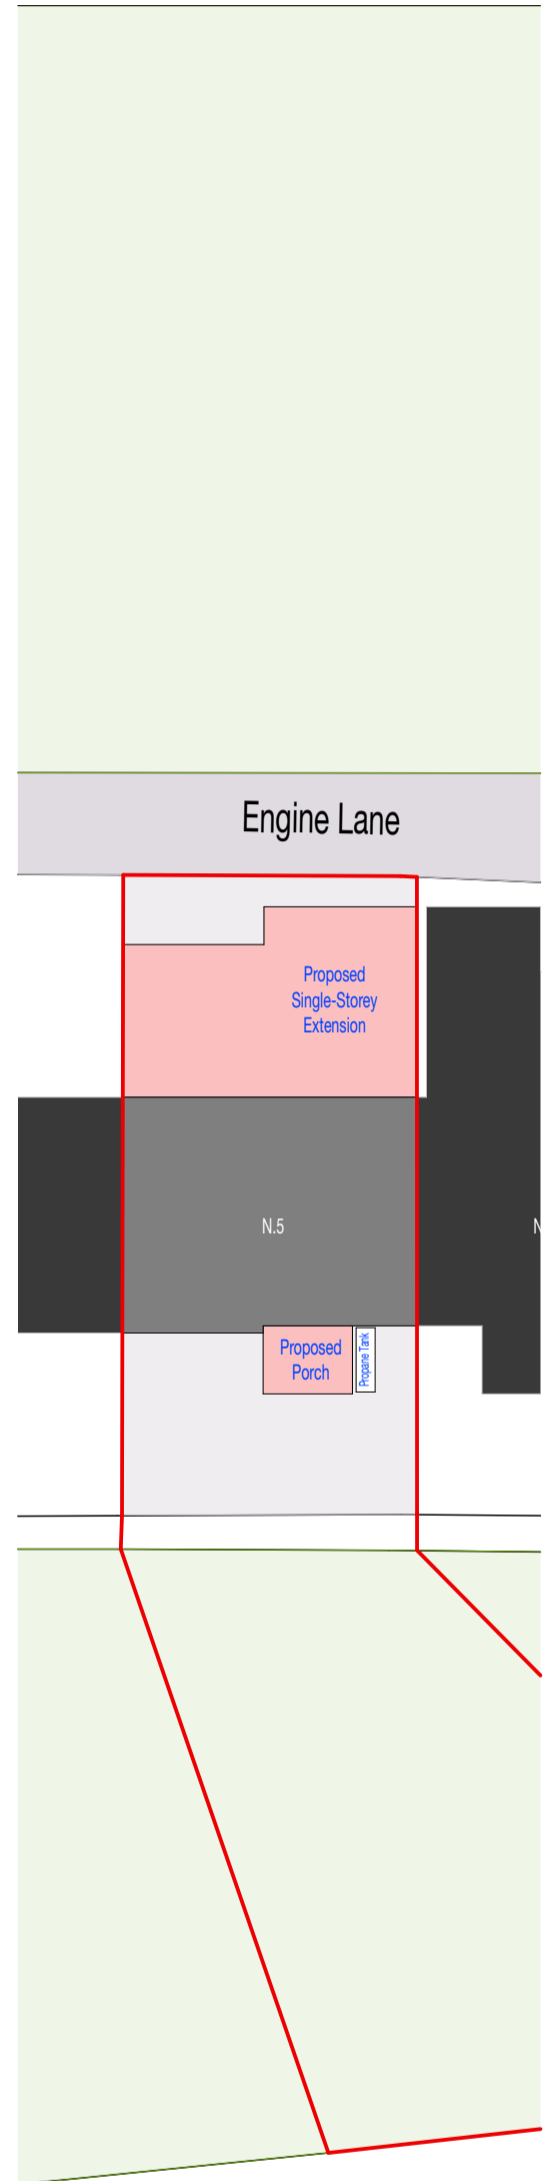 Engine Lane
Proposed
Single-Storey
Extension
N.5
N
Proposed
Porch
Propane Tank